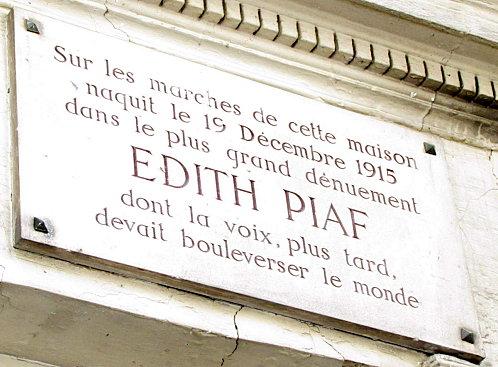 Sur les marches de cette maison
naquit le 19 Décembre 1915
dans le plus grand dénuement
EDITH PIAF
dont la voix, plus tard,
devait bouleverser le monde